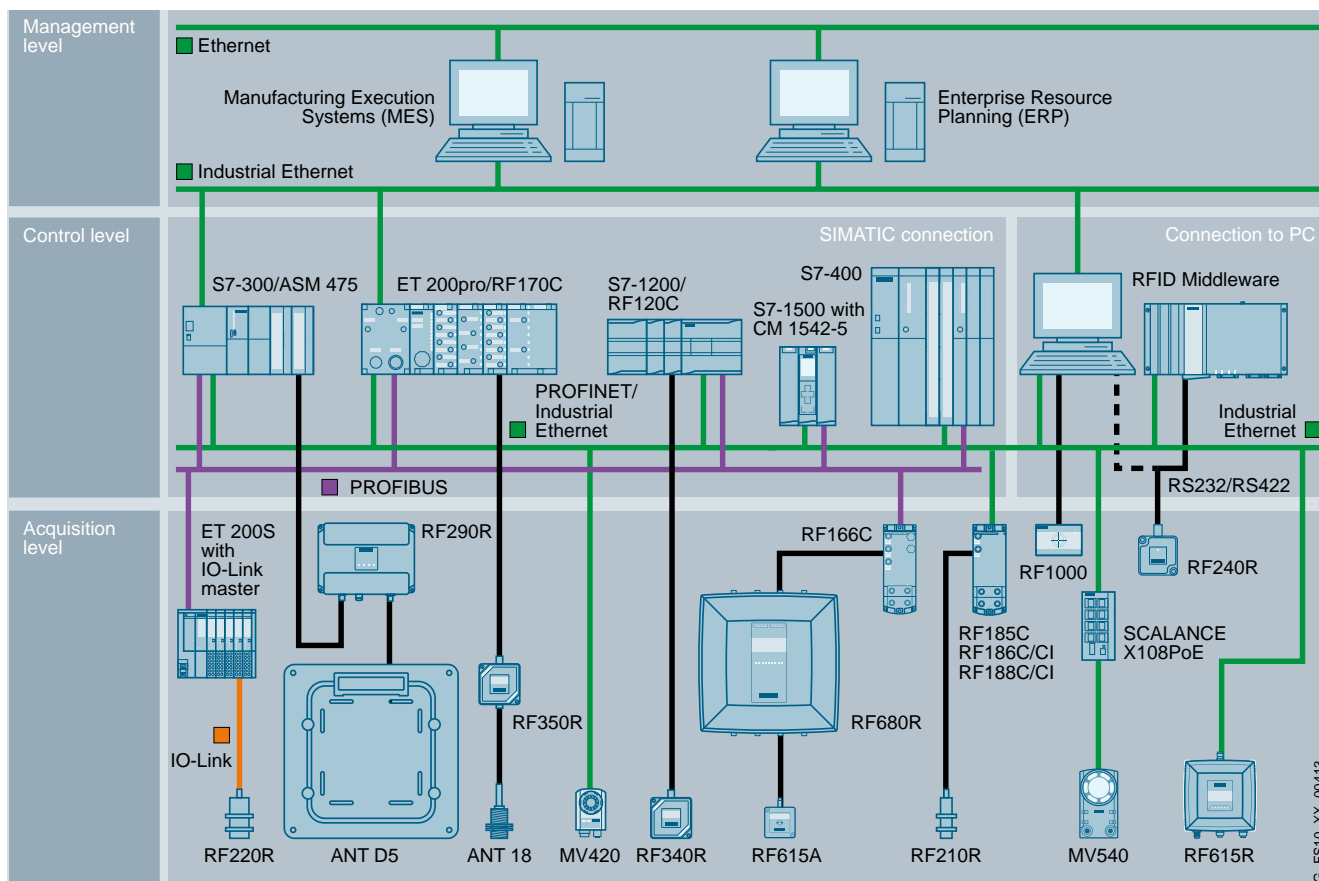 Management
level
Ethernet
Manufacturing Execution
Systems (MES)
Enterprise Resource
Planning (ERP)
Industrial Ethernet
Control level
SIMATIC connection
Connection to PC
S7-300/ASM 475
ET 200pro/RF170C
S7-1200/
RF120C
S7-1500 with
CM 1542-5
S7-400
RFID Middleware
PROFINET/
Industrial
Ethernet
Industrial
Ethernet
PROFIBUS
RS232/RS422
Acquisition
level
ET 200S
with
IO-Link
master
RF290R
RF166C
RF1000
RF240R
RF185C
RF186C/CI
RF188C/CI
SCALANCE
X108PoE
RF350R
RF680R
IO-Link
RF220R
ANT D5
ANT 18
MV420
RF340R
RF615A
RF210R
MV540
RF615R